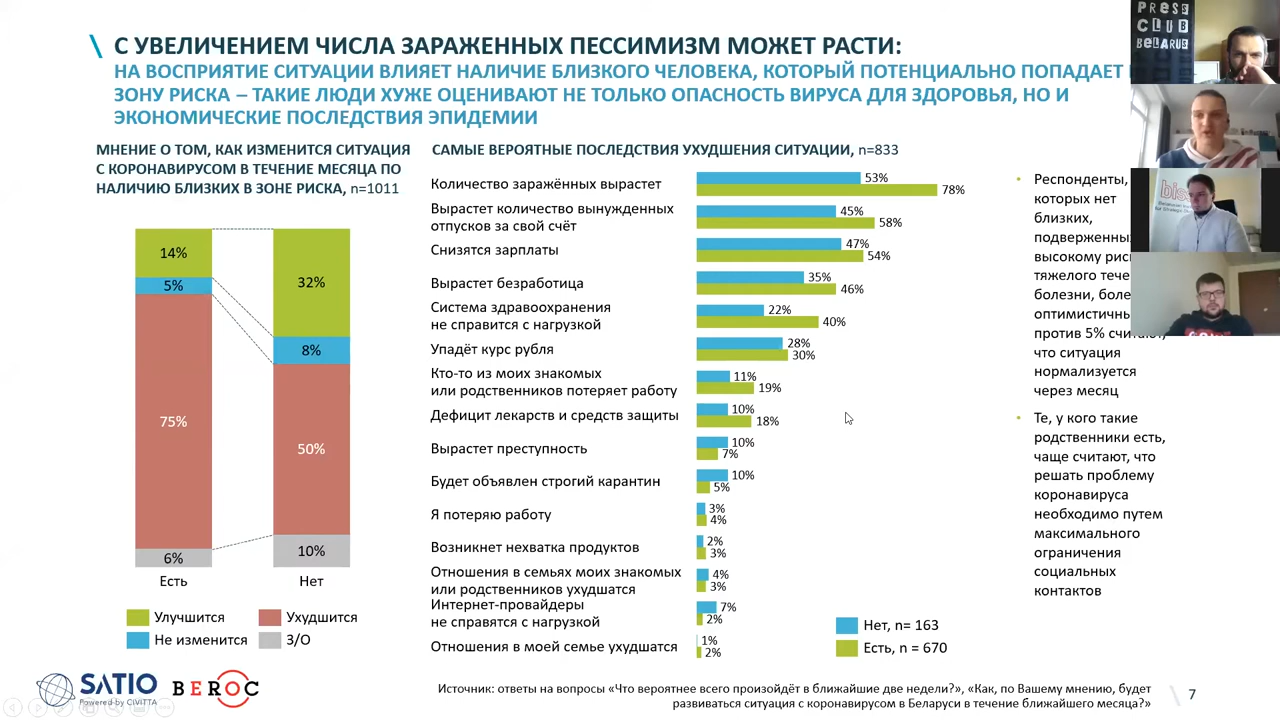 С УВЕЛИЧЕНИЕМ ЧИСЛА ЗАРАЖЕННЫХ ПЕССИМИЗМ МОЖЕТ РАСТИ:
НА ВОСПРИЯТИЕ СИТУАЦИИ ВЛИЯЕТ НАЛИЧИЕ БЛИЗКОГО ЧЕЛОВЕКА, КОТОРЫЙ ПОТЕНЦИАЛЬНО ПОПАДАЕТ
ЗОНУ РИСКА – ТАКИЕ ЛЮДИ ХУЖЕ ОЦЕНИВАЮТ НЕ ТОЛЬКО ОПАСНОСТЬ ВИРУСА ДЛЯ ЗДОРОВЬЯ, НО И
ЭКОНОМИЧЕСКИЕ ПОСЛЕДСТВИЯ ЭПИДЕМИИ
МНЕНИЕ О ТОМ, КАК ИЗМЕНИТСЯ СИТУАЦИЯ
С КОРОНАВИРУСОМ В ТЕЧЕНИЕ МЕСЯЦА ПО
НАЛИЧИЮ БЛИЗКИХ В ЗОНЕ РИСКА, n=1011
14%
5%
75%
6%
Есть
32%
8%
50%
10%
Нет
Улучшится
Ухудшится
Не изменится
З/О
САМЫЕ ВЕРОЯТНЫЕ ПОСЛЕДСТВИЯ УХУДШЕНИЯ СИТУАЦИИ, n=833
Количество заражённых вырастет
53%
78%
Вырастет количество вынужденных
отпусков за свой счёт
45%
58%
Снизятся зарплаты
47%
54%
Вырастет безработица
35%
46%
Система здравоохранения
не справится с нагрузкой
22%
40%
Упадёт курс рубля
28%
30%
Кто-то из моих знакомых
или родственников потеряет работу
11%
19%
Дефицит лекарств и средств защиты
10%
18%
Вырастет преступность
10%
7%
Будет объявлен строгий карантин
10%
5%
Я потеряю работу
3%
4%
Возникнет нехватка продуктов
2%
3%
Отношения в семьях моих знакомых
или родственников ухудшатся
4%
3%
Интернет-провайдеры
не справятся с нагрузкой
7%
2%
Отношения в моей семье ухудшатся
1%
2%
Нет, n= 163
Есть, n = 670
• Респонденты,
которых нет
близких,
высокому
тяжелого
болезни,
против 5%
что ситуация
нормализуется
через месяц
• Те, у кого такие
родственники есть,
чаще считают, что
решать проблему
коронавируса
необходимо путем
максимального
ограничения
социальных
контактов
PRESS
CLUB
BELARUS
SATIO
Powered by CIVITTA
BEROC
Источник: ответы на вопросы «Что вероятнее всего произойдёт в ближайшие две недели?», «Как, по Вашему мнению, будет
развиваться ситуация с коронавирусом в Беларуси в течение ближайшего месяца?»
7